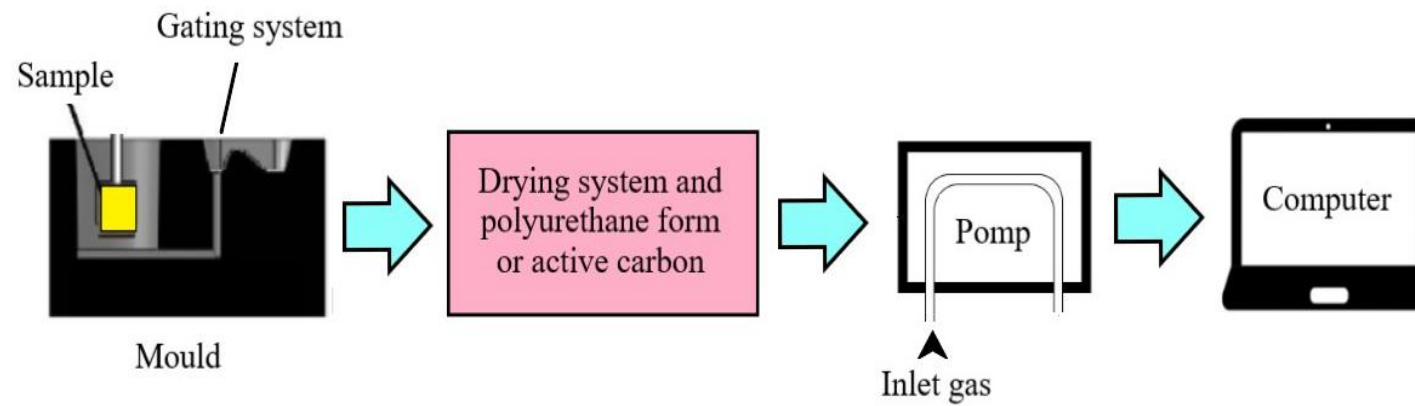 Gating system
Sample
Mould
Drying system and
polyurethane form
or active carbon
Pomp
Inlet gas
Computer